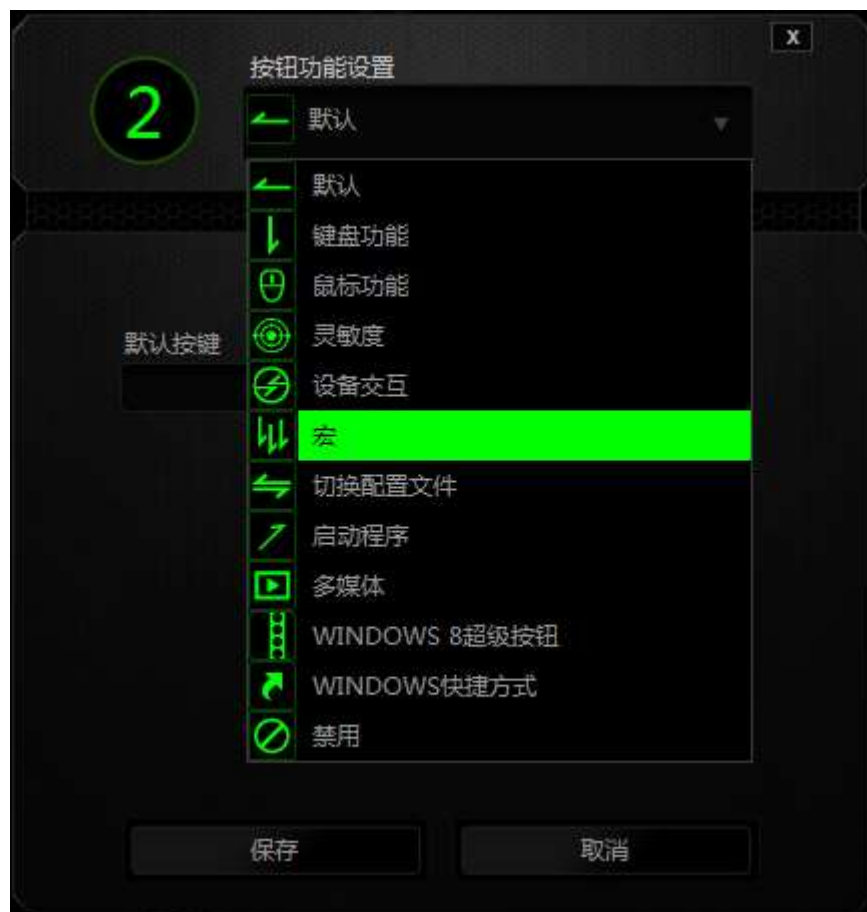 X
按钮功能设置
2
默认
默认
键盘功能
鼠标功能
默认按键
灵敏度
设备交互
宏
切换配置文件
启动程序
多媒体
WINDOWS 8超级按钮
WINDOWS快捷方式
禁用
保存
取消